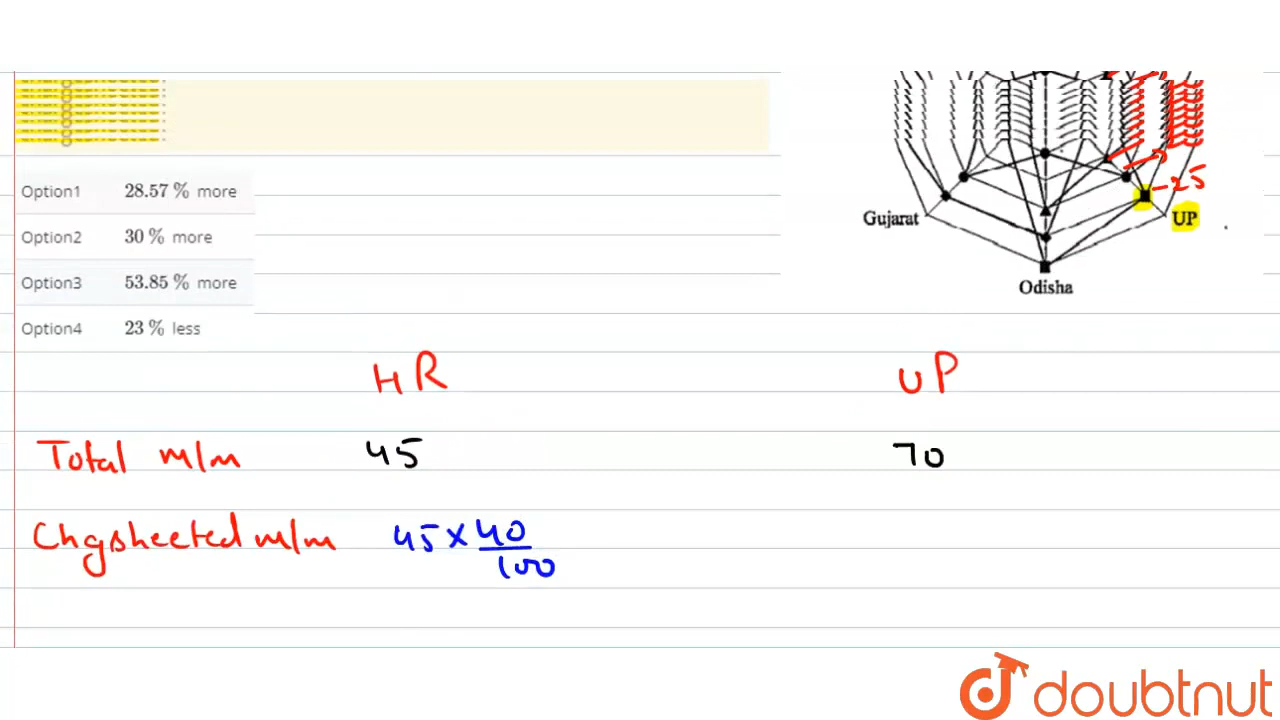 -25
Gujarat
UP
Odisha
Option1 28.57 % more
Option2 30 % more
Option3 53.85 % more
Option4 23 % less
HR UP
Total m/m 45 70
Chgsheeted m/m 45 × 40/100
doubtnut